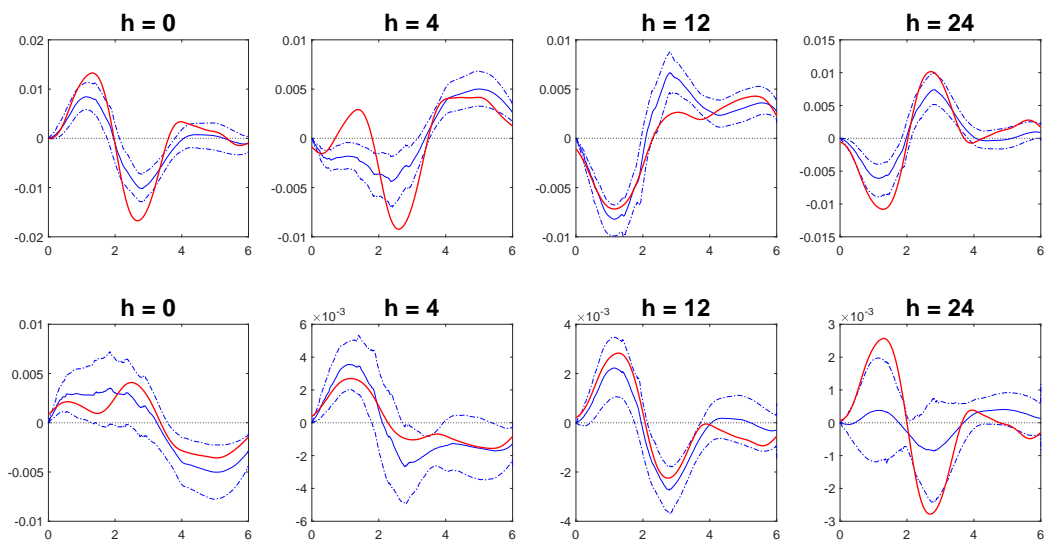 h = 0 h = 4 h = 12 h = 24
0.02 0.01 0.01 0.015
0.01 0.005 0.005 0.01
0.005
0 0 0 0
-0.005
-0.01 -0.005 -0.005 -0.01
-0.02 -0.01 -0.01 -0.015
0 2 4 6 0 2 4 6 0 2 4 6 0 2 4 6
h = 0 h = 4 h = 12 h = 24
×10⁻³ ×10⁻³ ×10⁻³
0.01 6 4 3
4 2
0.005 2 2 1
0 0 0 0
-0.005 -2 -2 -1
-4 -2
-0.01 -6 -4 -3
0 2 4 6 0 2 4 6 0 2 4 6 0 2 4 6